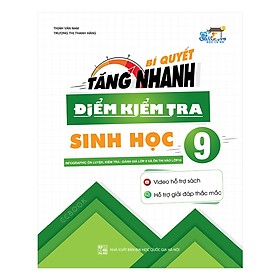 THỊNH VĂN NAM
TRƯƠNG THỊ THANH HẰNG
BÍ QUYẾT
TĂNG NHANH
ĐIỂM KIỂM TRA
SINH HỌC 9
INFOGRAPHIC ÔN LUYỆN, KIỂM TRA - ĐÁNH GIÁ LỚP 9 VÀ ÔN THI VÀO LỚP 10
Video hỗ trợ sách
Hỗ trợ giải đáp thắc mắc
CCBOOK
NHÀ XUẤT BẢN ĐẠI HỌC QUỐC GIA HÀ NỘI